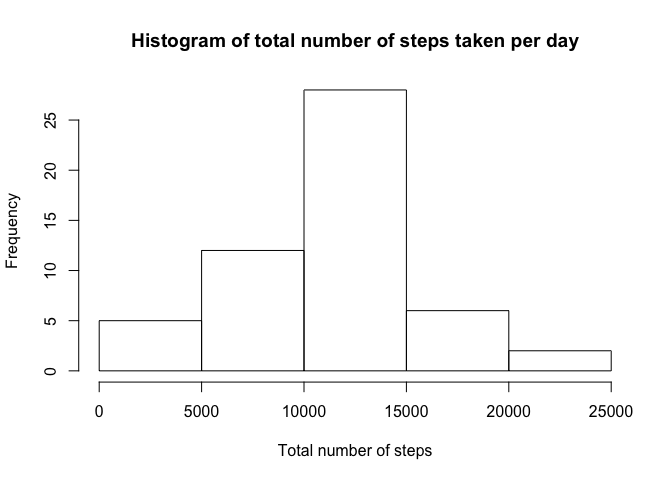 Histogram of total number of steps taken per day
25
20
15
10
5
0
Frequency
0 5000 10000 15000 20000 25000
Total number of steps